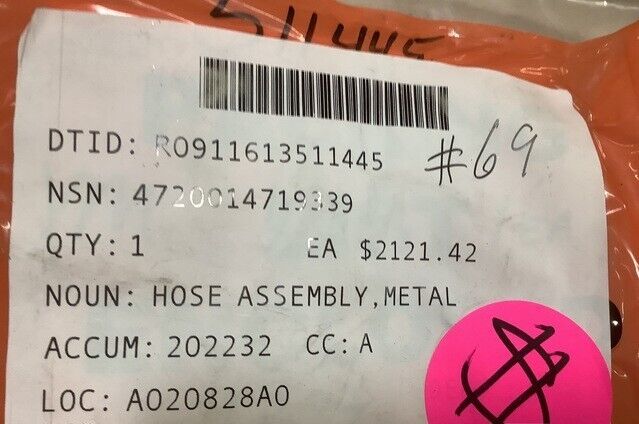 511445
DTID: R0911613511445
#69
NSN: 4720014719339
QTY: 1 EA $2121.42
NOUN: HOSE ASSEMBLY,METAL
ACCUM: 202232 CC: A
LOC: A020828A0